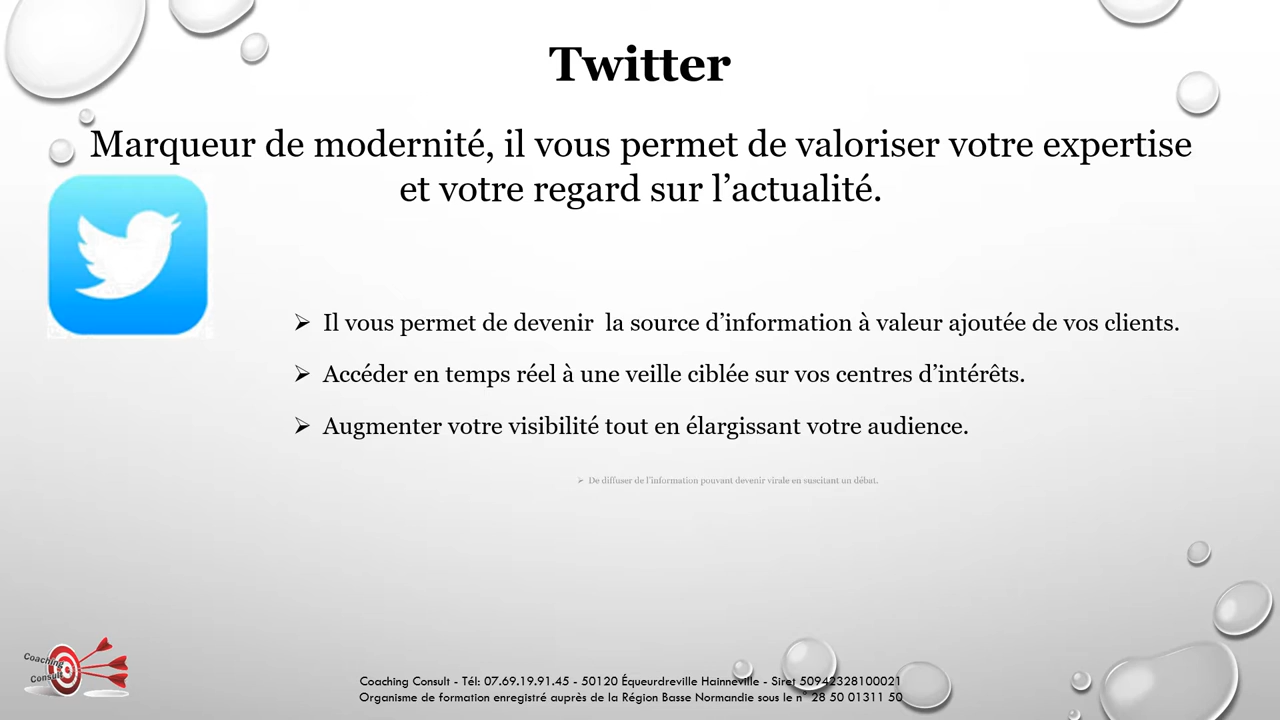 Twitter
Marqueur de modernité, il vous permet de valoriser votre expertise
et votre regard sur l’actualité.
➢ Il vous permet de devenir  la source d’information à valeur ajoutée de vos clients.
➢ Accéder en temps réel à une veille ciblée sur vos centres d’intérêts.
➢ Augmenter votre visibilité tout en élargissant votre audience.
➢ De diffuser de l’information pouvant devenir virale en suscitant un débat.
Coaching
Consult
Coaching Consult - Tél: 07.69.19.91.45 - 50120 Équeurdreville Hainneville - Siret 50942328100021
Organisme de formation enregistré auprès de la Région Basse Normandie sous le n° 28 50 01311 50